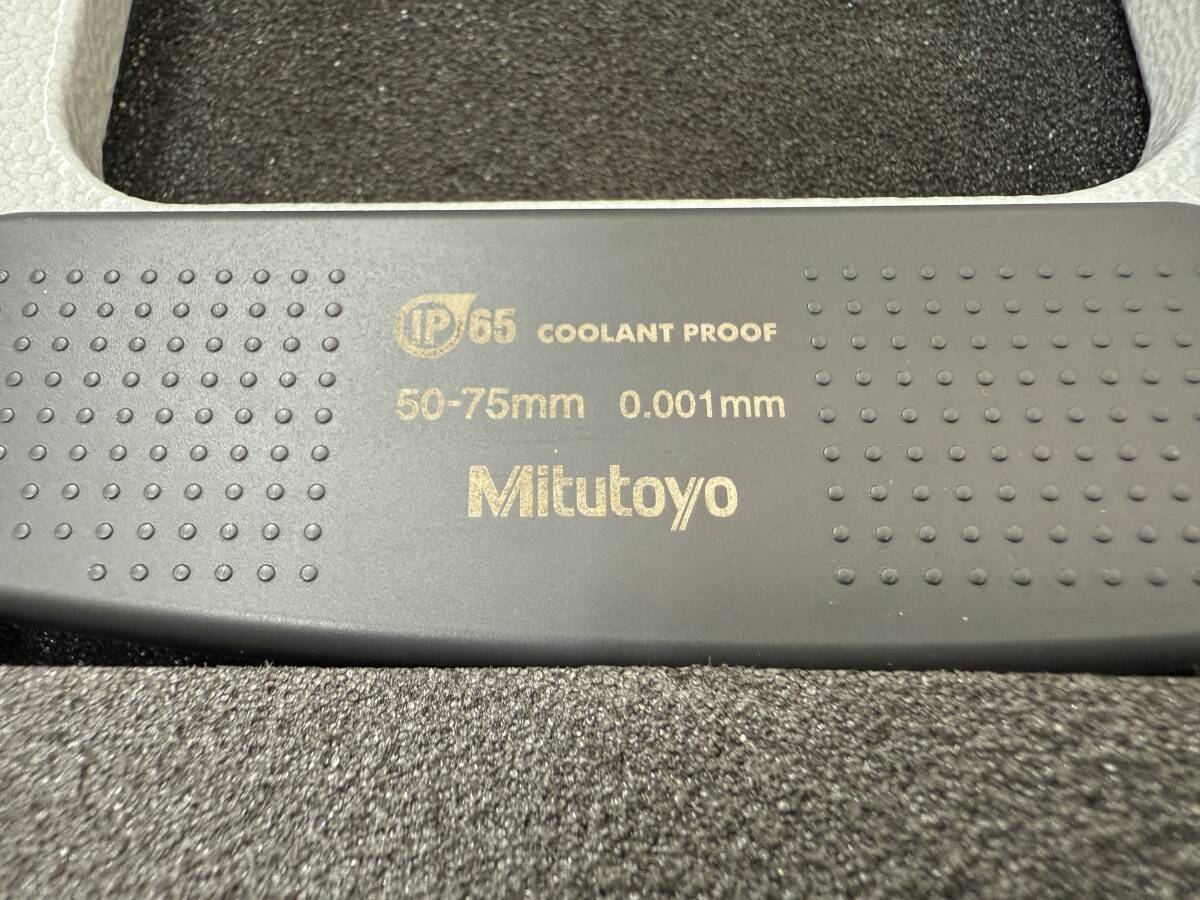 IP65 COOLANT PROOF
50-75mm 0.001mm
Mitutoyo